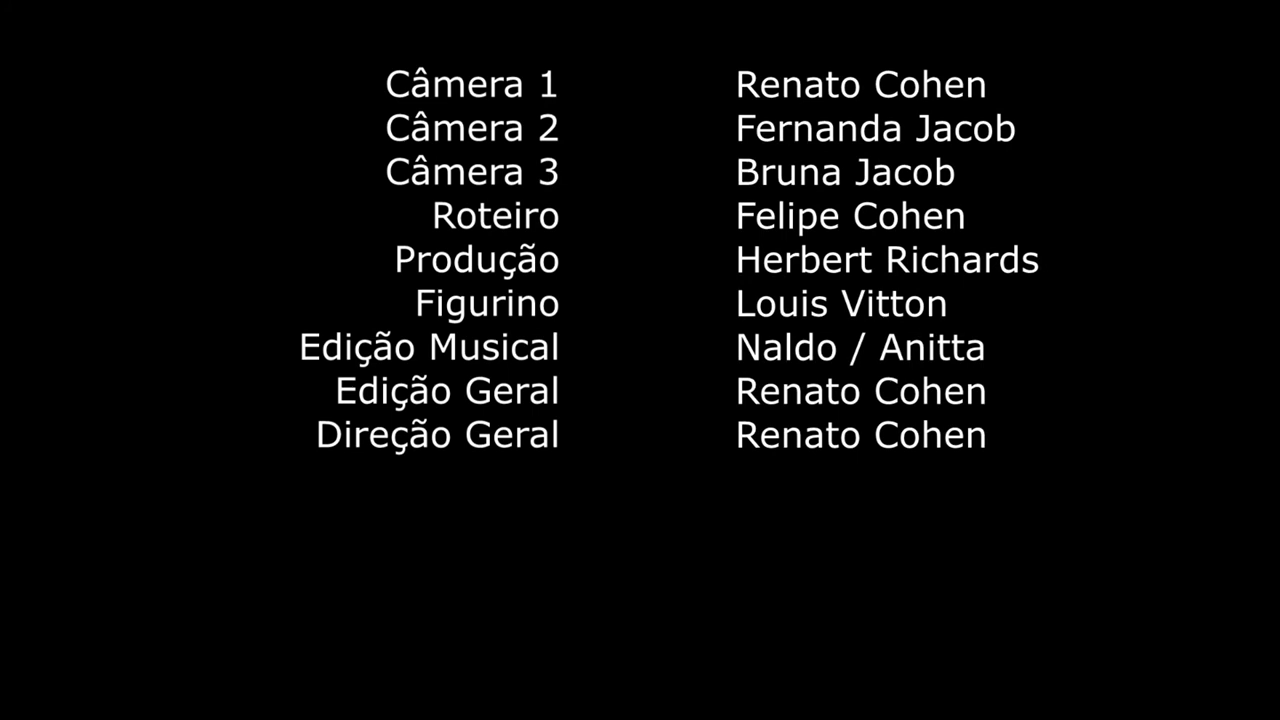 Câmera 1 Renato Cohen
Câmera 2 Fernanda Jacob
Câmera 3 Bruna Jacob
Roteiro Felipe Cohen
Produção Herbert Richards
Figurino Louis Vitton
Edição Musical Naldo / Anitta
Edição Geral Renato Cohen
Direção Geral Renato Cohen